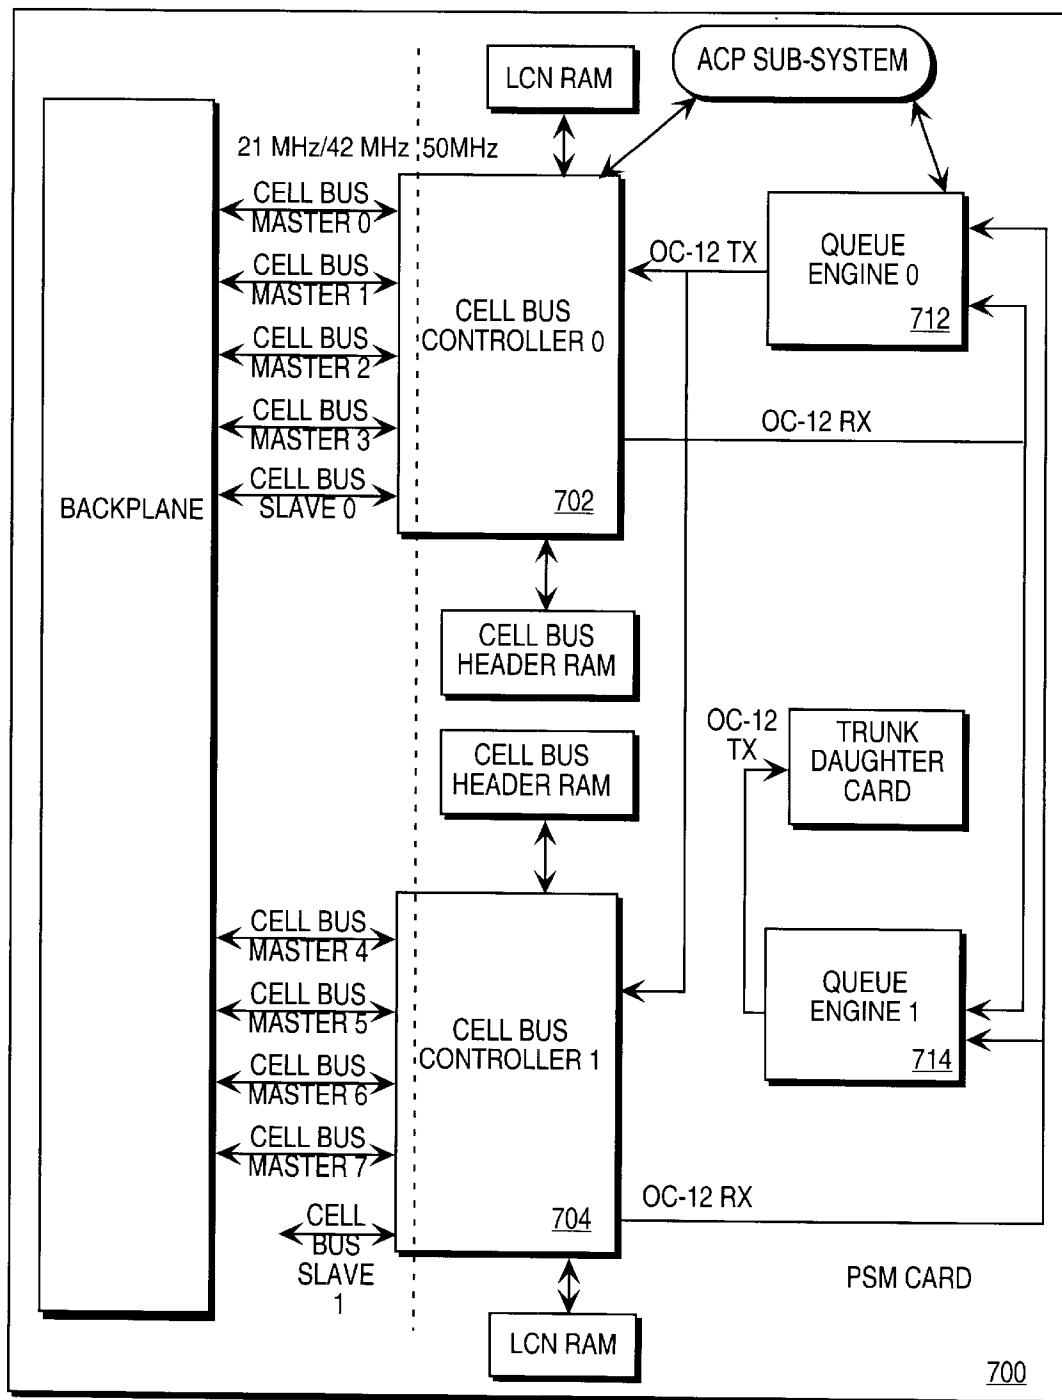 LCN RAM
ACP SUB-SYSTEM
21 MHz/42 MHz
50MHz
CELL BUS
MASTER 0
CELL BUS
MASTER 1
CELL BUS
MASTER 2
CELL BUS
MASTER 3
CELL BUS
SLAVE 0
BACKPLANE
CELL BUS
CONTROLLER 0
702
OC-12 TX
QUEUE
ENGINE 0
712
OC-12 RX
CELL BUS
HEADER RAM
CELL BUS
HEADER RAM
OC-12
TX
TRUNK
DAUGHTER
CARD
CELL BUS
MASTER 4
CELL BUS
MASTER 5
CELL BUS
MASTER 6
CELL BUS
MASTER 7
CELL
BUS
SLAVE
1
CELL BUS
CONTROLLER 1
704
QUEUE
ENGINE 1
714
OC-12 RX
LCN RAM
PSM CARD
700